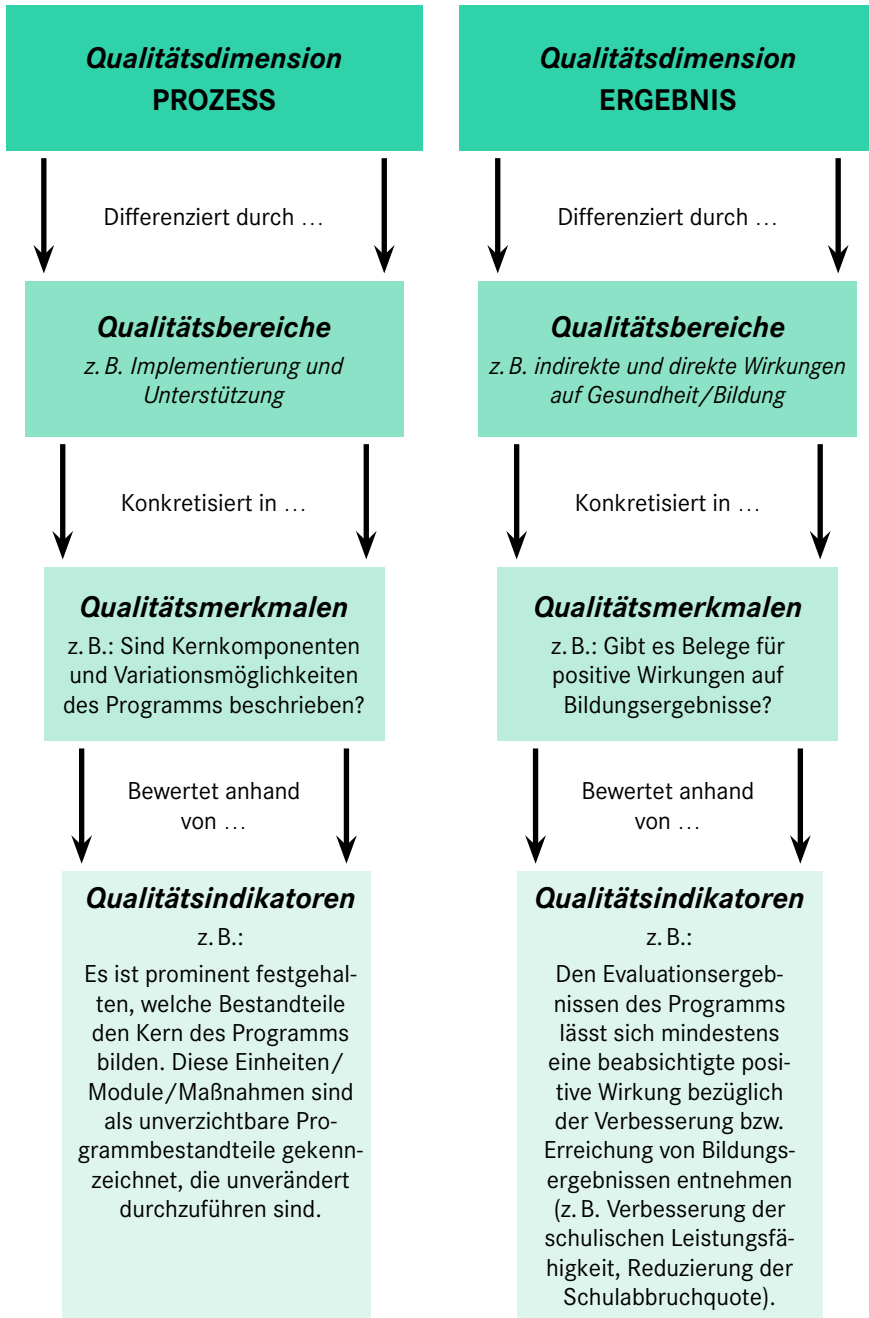 Qualitätsdimension
PROZESS
Differenziert durch …
Qualitätsbereiche
z. B. Implementierung und
Unterstützung
Konkretisiert in …
Qualitätsmerkmalen
z. B.: Sind Kernkomponenten
und Variationsmöglichkeiten
des Programms beschrieben?
Bewertet anhand
von …
Qualitätsindikatoren
z. B.:
Es ist prominent festgehal-
ten, welche Bestandteile
den Kern des Programms
bilden. Diese Einheiten/
Module/Maßnahmen sind
als unverzichtbare Pro-
grammbestandteile gekenn-
zeichnet, die unverändert
durchzuführen sind.
Qualitätsdimension
ERGEBNIS
Differenziert durch …
Qualitätsbereiche
z. B. indirekte und direkte Wirkungen
auf Gesundheit/Bildung
Konkretisiert in …
Qualitätsmerkmalen
z. B.: Gibt es Belege für
positive Wirkungen auf
Bildungsergebnisse?
Bewertet anhand
von …
Qualitätsindikatoren
z. B.:
Den Evaluationsergeb-
nissen des Programms
lässt sich mindestens
eine beabsichtigte posi-
tive Wirkung bezüglich
der Verbesserung bzw.
Erreichung von Bildungs-
ergebnissen entnehmen
(z. B. Verbesserung der
schulischen Leistungsfä-
higkeit, Reduzierung der
Schulabbruchquote).